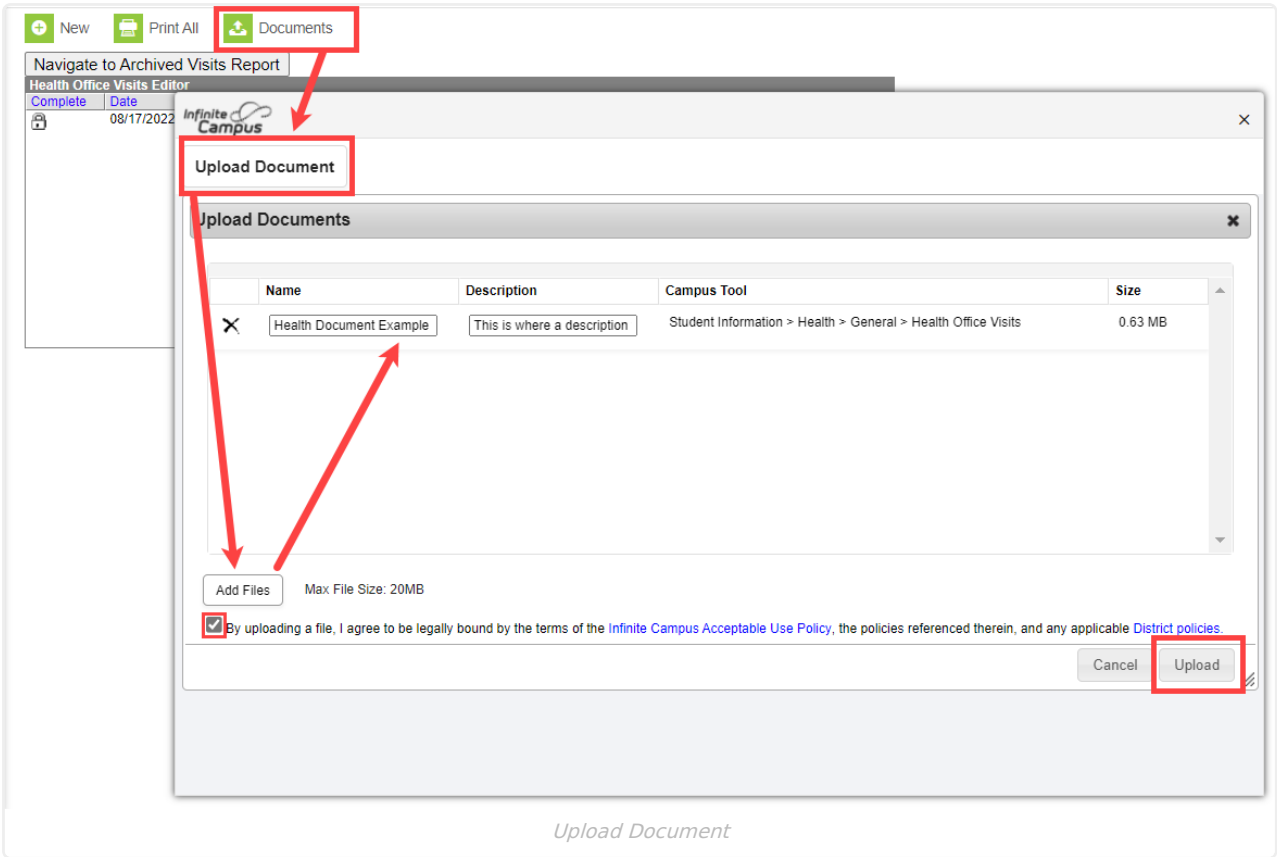 New Print All Documents
Navigate to Archived Visits Report
Health Office Visits Editor
Complete Date
08/17/2022
Infinite
Campus
Upload Document
Upload Documents
Name Description Campus Tool Size
Health Document Example This is where a description Student Information > Health > General > Health Office Visits 0.63 MB
Add Files Max File Size: 20MB
By uploading a file, I agree to be legally bound by the terms of the Infinite Campus Acceptable Use Policy, the policies referenced therein, and any applicable District policies.
Cancel Upload
Upload Document